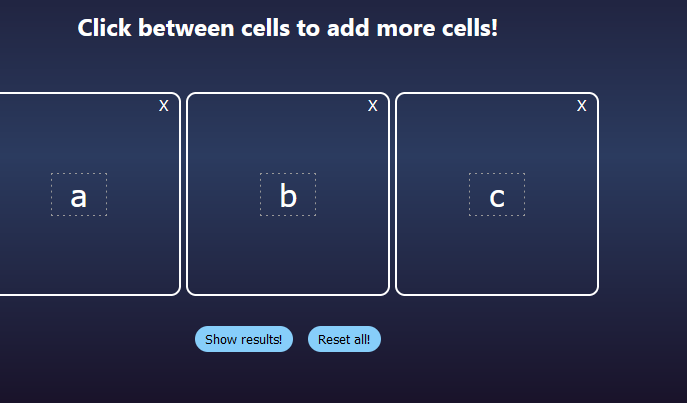 Click between cells to add more cells!
X X X
a b c
Show results! Reset all!